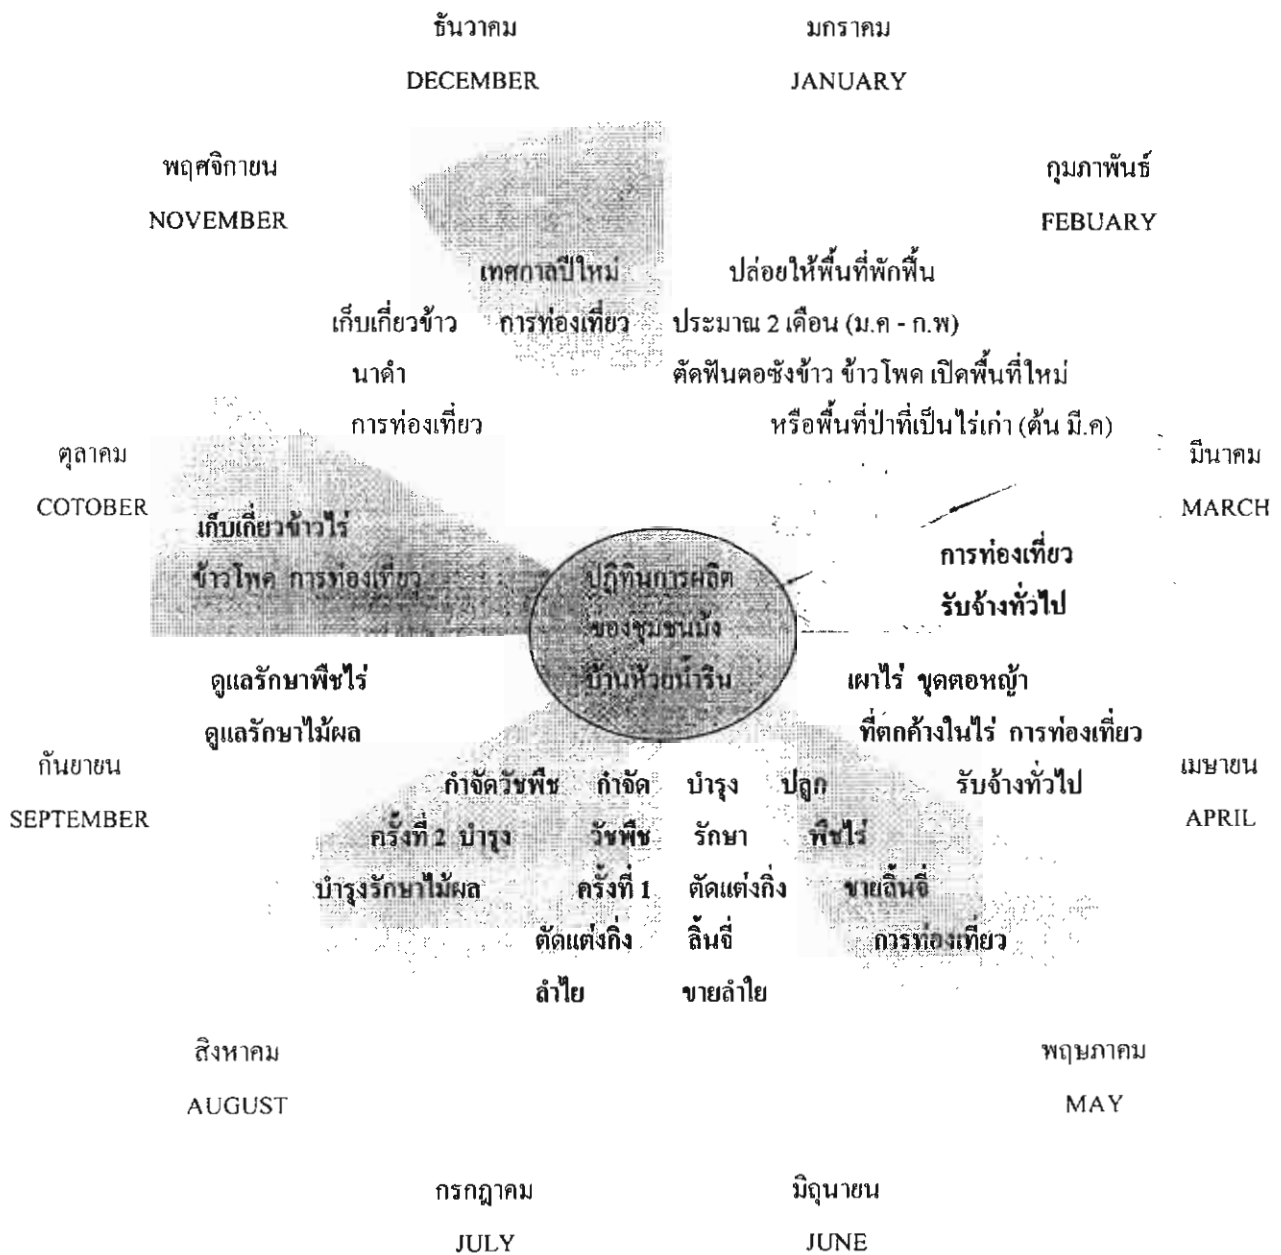 ธันวาคม
DECEMBER
มกราคม
JANUARY
พฤศจิกายน
NOVEMBER
กุมภาพันธ์
FEBUARY
เทศกาลปีใหม่
การท่องเที่ยว
ปล่อยให้พื้นที่พักฟื้น
ประมาณ 2 เดือน (ม.ค - ก.พ)
ตัดฟันตอซังข้าว ข้าวโพด เปิดพื้นที่ใหม่
หรือพื้นที่ป่าที่เป็นไร่เก่า (ต้น มี.ค)
เก็บเกี่ยวข้าว
นาดำ
การท่องเที่ยว
ตุลาคม
COTOBER
มีนาคม
MARCH
เก็บเกี่ยวข้าวไร่
ข้าวโพด การท่องเที่ยว
ปฏิทินการผลิต
ของชุมชนม้ง
บ้านห้วยน้ำริน
การท่องเที่ยว
รับจ้างทั่วไป
ดูแลรักษาพืชไร่
ดูแลรักษาไม้ผล
เผาไร่ ขุดตอหญ้า
ที่ตกค้างในไร่ การท่องเที่ยว
รับจ้างทั่วไป
กันยายน
SEPTEMBER
เมษายน
APRIL
กำจัดวัชพืช
ครั้งที่ 2 บำรุง
บำรุงรักษาไม้ผล
กำจัด
วัชพืช
ครั้งที่ 1
ตัดแต่งกิ่ง
ลำไย
บำรุง
รักษา
ตัดแต่งกิ่ง
ลิ้นจี่
ขายลำใย
ปลูก
พืชไร่
ขายลิ้นจี่
การท่องเที่ยว
สิงหาคม
AUGUST
พฤษภาคม
MAY
กรกฎาคม
JULY
มิถุนายน
JUNE